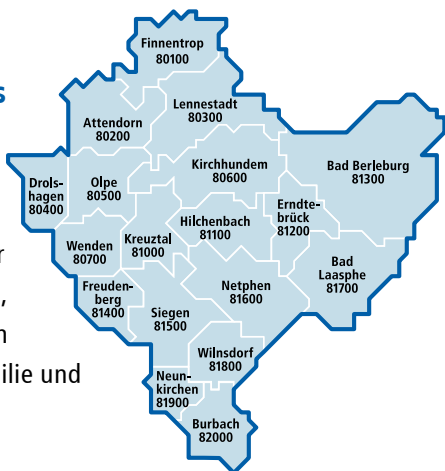 Finnentrop
80100
s
Lennestadt
80300
Attendorn
80200
Kirchhundem
80600
Bad Berleburg
81300
Drols-
hagen
80400
Olpe
80500
Erndte-
brück
81200
Hilchenbach
81100
Kreuztal
81000
Wenden
80700
r
Bad
Laasphe
81700
Freuden-
berg
81400
Netphen
81600
,
Siegen
81500
n
Wilnsdorf
81800
ilie und
Neun-
kirchen
81900
Burbach
82000